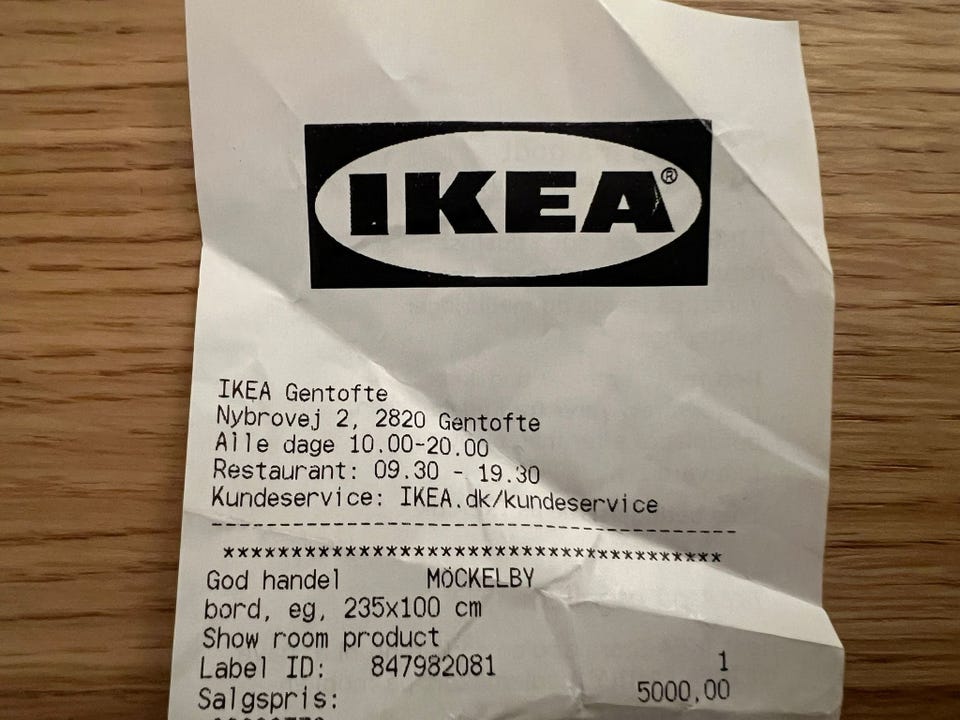 IKEA®
IKEA Gentofte
Nybrovej 2, 2820 Gentofte
Alle dage 10.00-20.00
Restaurant: 09.30 - 19.30
Kundeservice: IKEA.dk/kundeservice
--------------------------------------
*************************************
God handel MÖCKELBY
bord, eg, 235x100 cm
Show room product
Label ID: 847982081 1
Salgspris: 5000,00